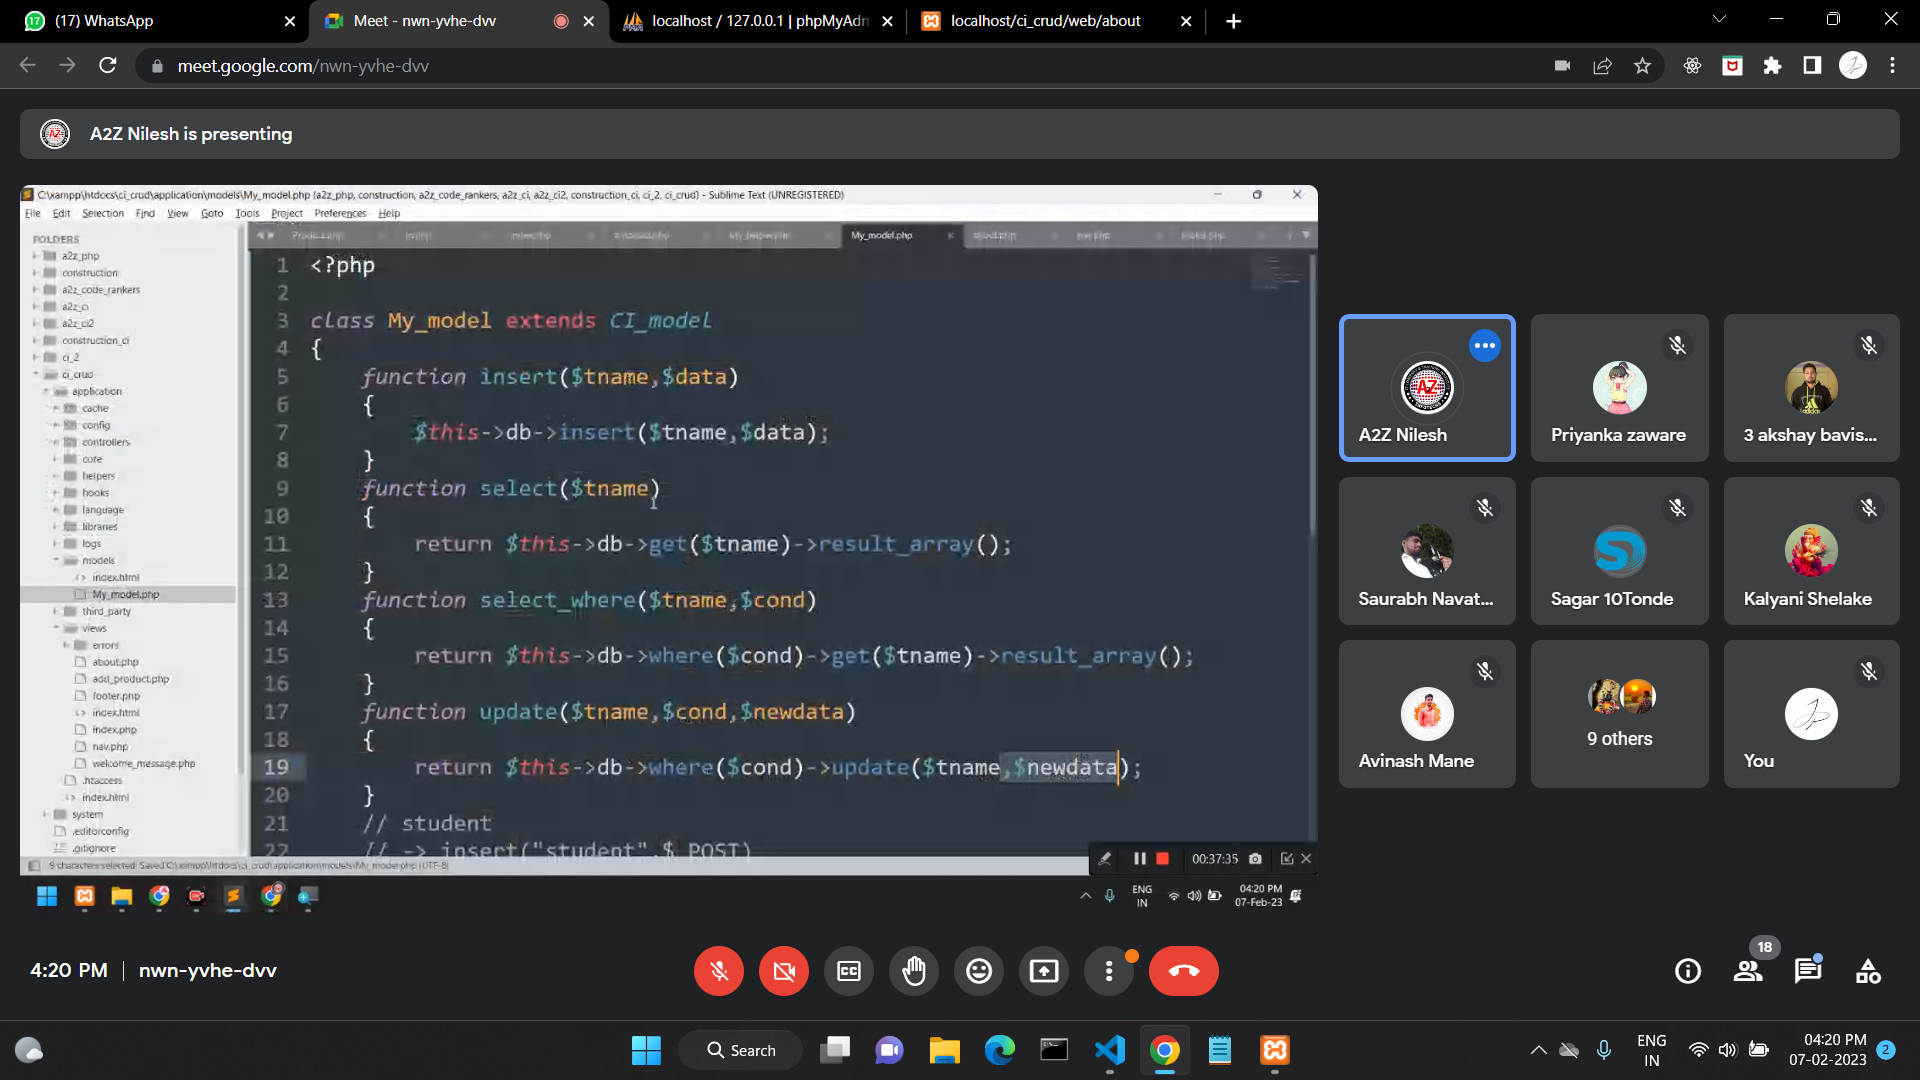 (17) WhatsApp
Meet - nwn-yvhe-dvv
localhost / 127.0.0.1 | phpMyAdm
localhost/ci_crud/web/about
meet.google.com/nwn-yvhe-dvv
A2Z Nilesh is presenting
C:\xampp\htdocs\ci_crud\application\models\My_model.php (a2z_php, construction, a2z_code_rankers, a2z_ci, a2z_ci2, construction_ci, ci_2, ci_crud) - Sublime Text (UNREGISTERED)
File Edit Selection Find View Goto Tools Project Preferences Help
My_model.php
FOLDERS
a2z_php
construction
a2z_code_rankers
a2z_ci
a2z_ci2
construction_ci
ci_2
ci_crud
application
cache
config
controllers
core
helpers
hooks
language
libraries
logs
models
index.html
My_model.php
third_party
views
errors
about.php
add_product.php
footer.php
index.html
index.php
nav.php
welcome_message.php
.htaccess
index.html
system
.editorconfig
.gitignore
1 <?php
2
3 class My_model extends CI_model
4 {
5 function insert($tname,$data)
6 {
7 $this->db->insert($tname,$data);
8 }
9 function select($tname)
10 {
11 return $this->db->get($tname)->result_array();
12 }
13 function select_where($tname,$cond)
14 {
15 return $this->db->where($cond)->get($tname)->result_array();
16 }
17 function update($tname,$cond,$newdata)
18 {
19 return $this->db->where($cond)->update($tname,$newdata);
20 }
21 // student
22 // -> insert("student",$_POST)
9 characters selected: Saved C:\xampp\htdocs\ci_crud\application\models\My_model.php (UTF-8)
00:37:35
ENG
IN
04:20 PM
07-Feb-23
A2Z Nilesh
Priyanka zaware
3 akshay bavis...
Saurabh Navat...
Sagar 10Tonde
Kalyani Shelake
Avinash Mane
9 others
You
4:20 PM | nwn-yvhe-dvv
18
Search
ENG
IN
04:20 PM
07-02-2023
2